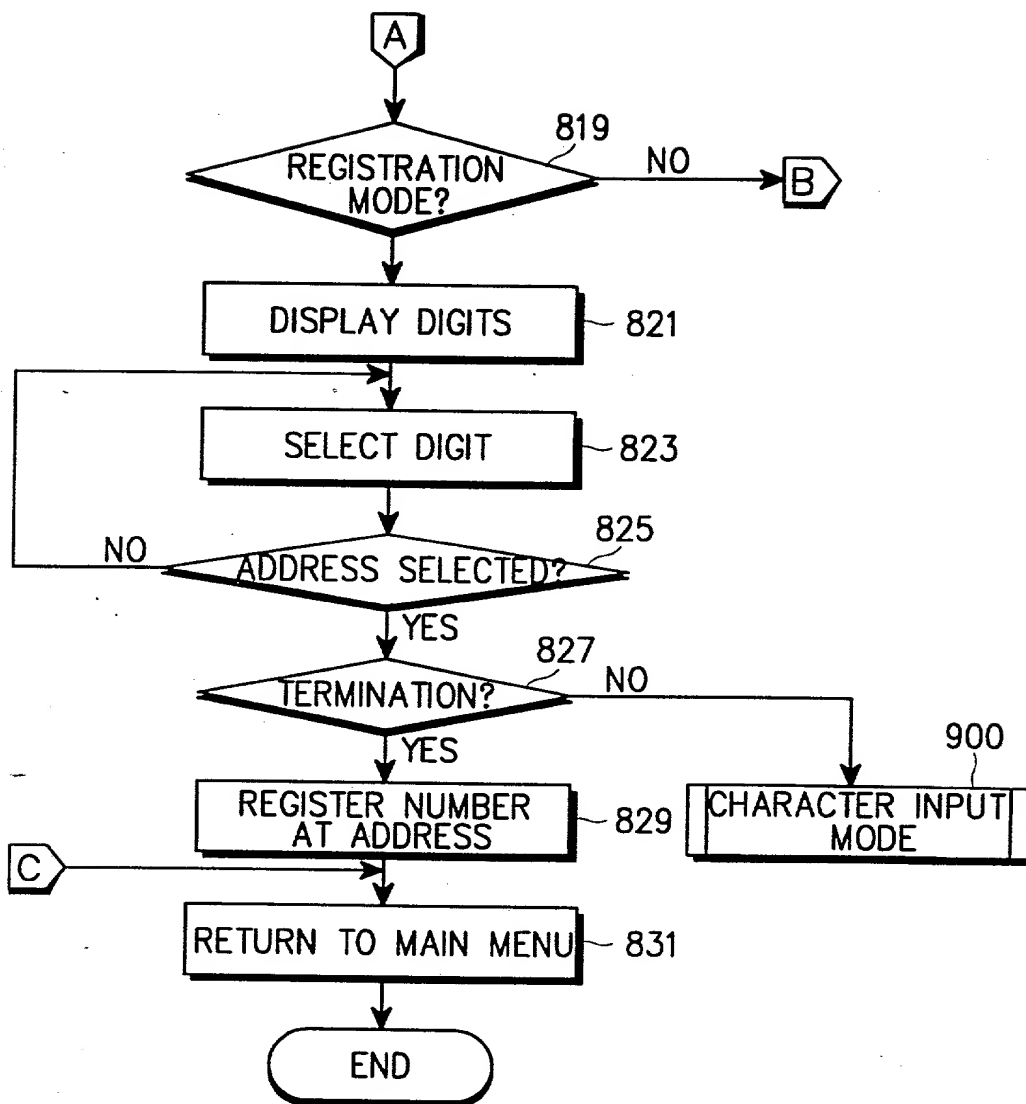 A
819
REGISTRATION
MODE?
NO
B
DISPLAY DIGITS
821
SELECT DIGIT
823
825
NO
ADDRESS SELECTED?
YES
827
TERMINATION?
NO
YES
900
REGISTER NUMBER
AT ADDRESS
829
CHARACTER INPUT
MODE
C
RETURN TO MAIN MENU
831
END